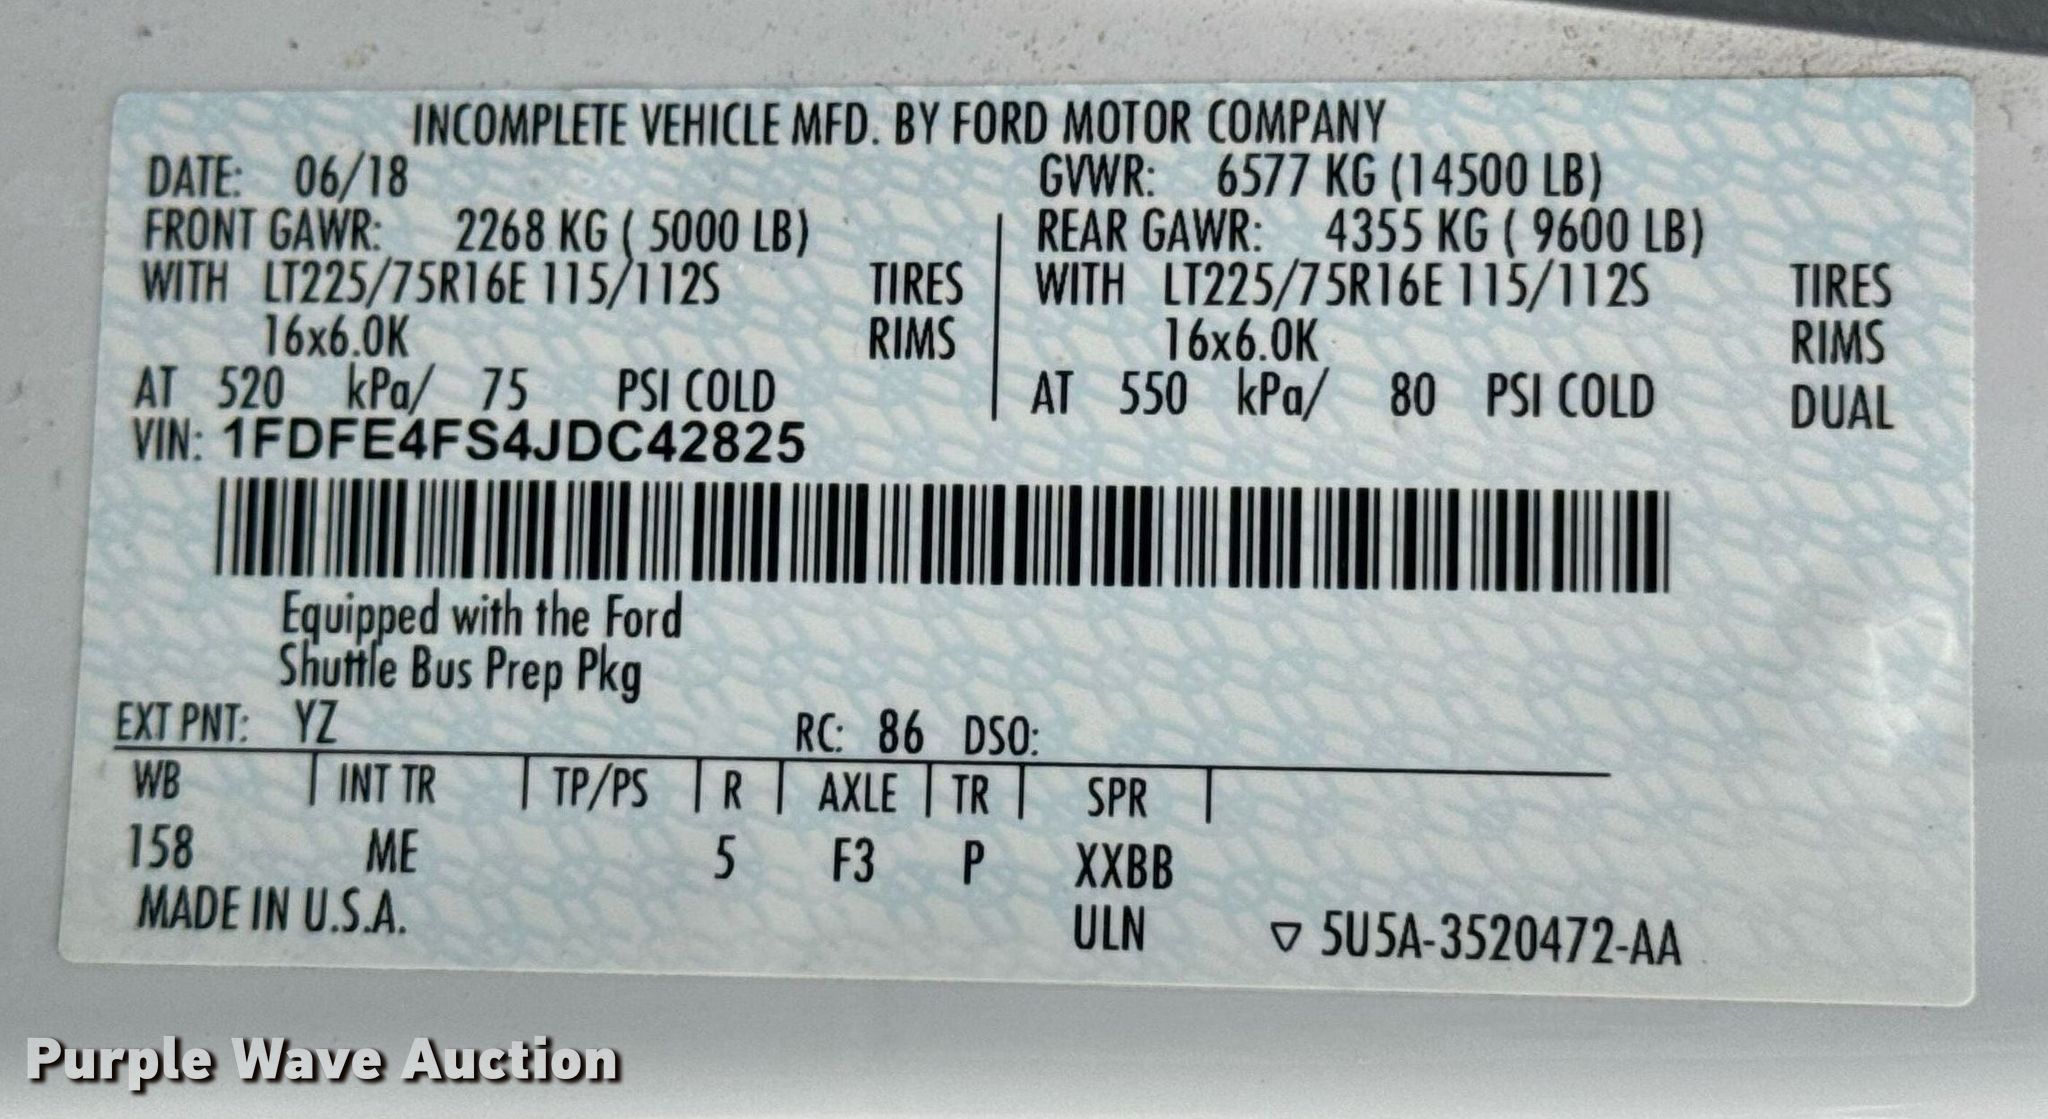 INCOMPLETE VEHICLE MFD. BY FORD MOTOR COMPANY
DATE: 06/18 GVWR: 6577 KG (14500 LB)
FRONT GAWR: 2268 KG ( 5000 LB) REAR GAWR: 4355 KG ( 9600 LB)
WITH LT225/75R16E 115/112S TIRES WITH LT225/75R16E 115/112S TIRES
16x6.0K RIMS 16x6.0K RIMS
AT 520 kPa/ 75 PSI COLD AT 550 kPa/ 80 PSI COLD DUAL
VIN: 1FDFE4FS4JDC42825
Equipped with the Ford
Shuttle Bus Prep Pkg
EXT PNT: YZ RC: 86 DSO:
WB INT TR TP/PS R AXLE TR SPR
158 ME 5 F3 P XXBB
MADE IN U.S.A. ULN ▽ 5U5A-3520472-AA
Purple Wave Auction